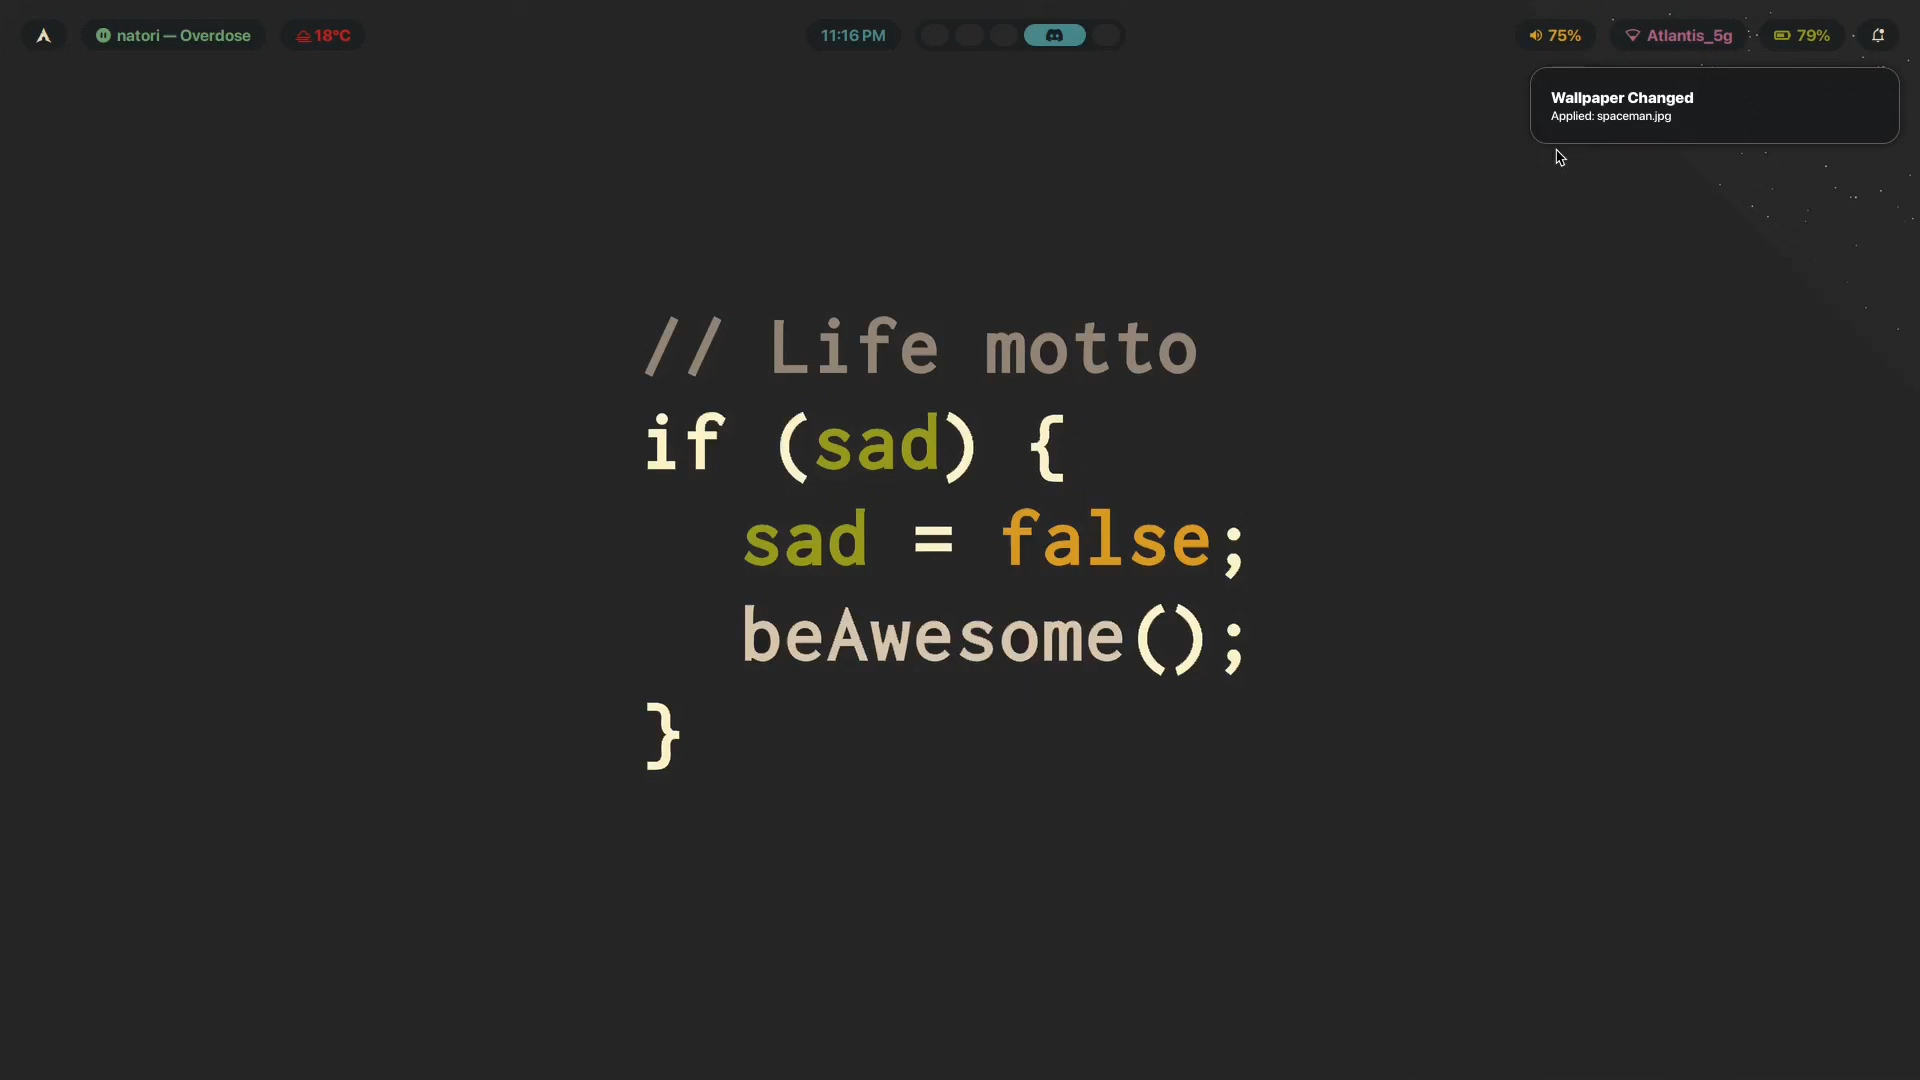 natori — Overdose
18°C
11:16 PM
75%
Atlantis_5g
79%
Wallpaper Changed
Applied: spaceman.jpg
// Life motto
if (sad) {
sad = false;
beAwesome();
}